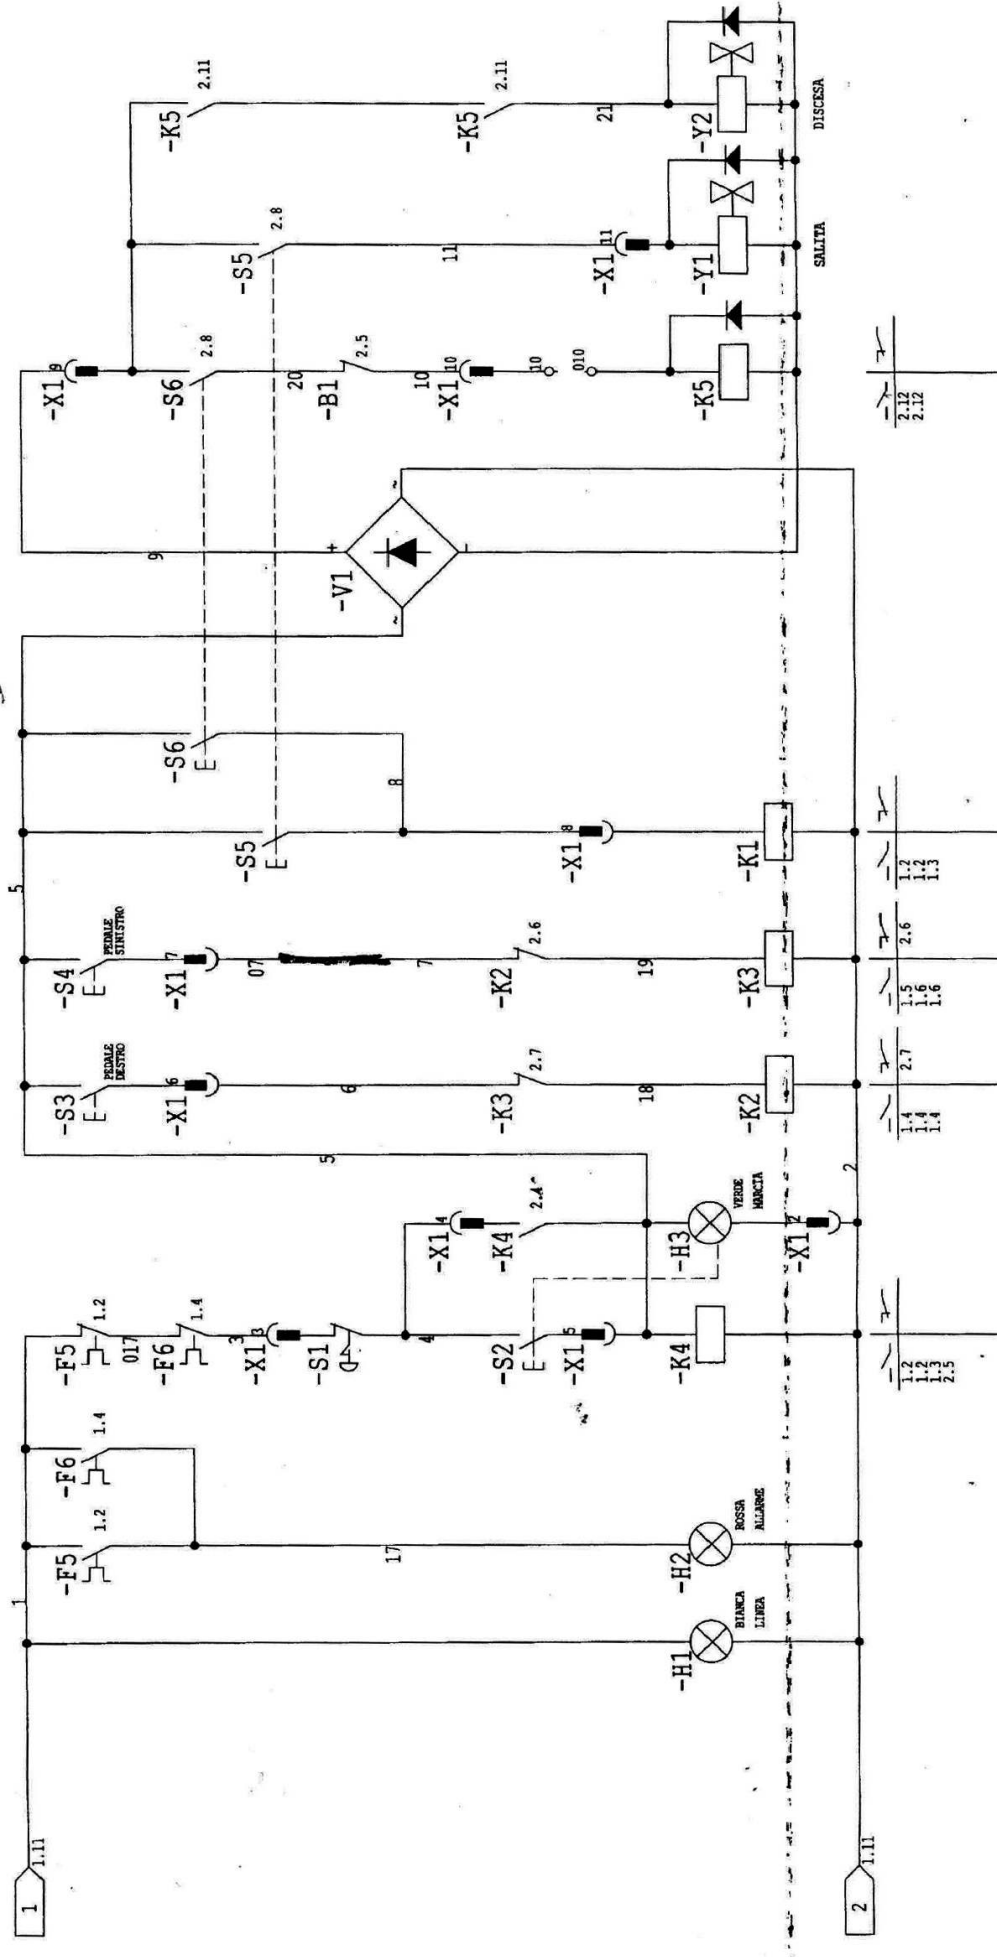 1
1.11
1
-F5
1.2
-F6
1.4
17
-H1
BIANCA
LINEA
-H2
ROSSA
ALLARME
-F5
1.2
017
-F6
1.4
3
-X1
3
-S1
4
-S2
-X1
5
-K4
-X1
4
-K4
-H3
VERDE
MARCIA
-X1
2
2
5
-S3
PEDALE
DESTRO
-X1
6
6
-K3
2.7
18
-K2
-S4
PEDALE
SINISTRO
-X1
7
07
7
-K2
2.6
19
-K3
5
-S5
-S6
8
-X1
8
-K1
-V1
+
~
~
-
9
-X1
9
-S6
2.8
20
-B1
2.5
10
-X1
10
10
010
-K5
-S5
2.8
11
-X1
11
-Y1
SALITA
-K5
2.11
-K5
2.11
21
-Y2
DISCESA
2
1.11
1.2
1.2
1.3
2.5
1.4
1.4
1.4
2.7
1.5
1.6
1.6
2.6
1.2
1.2
1.3
2.12
2.12